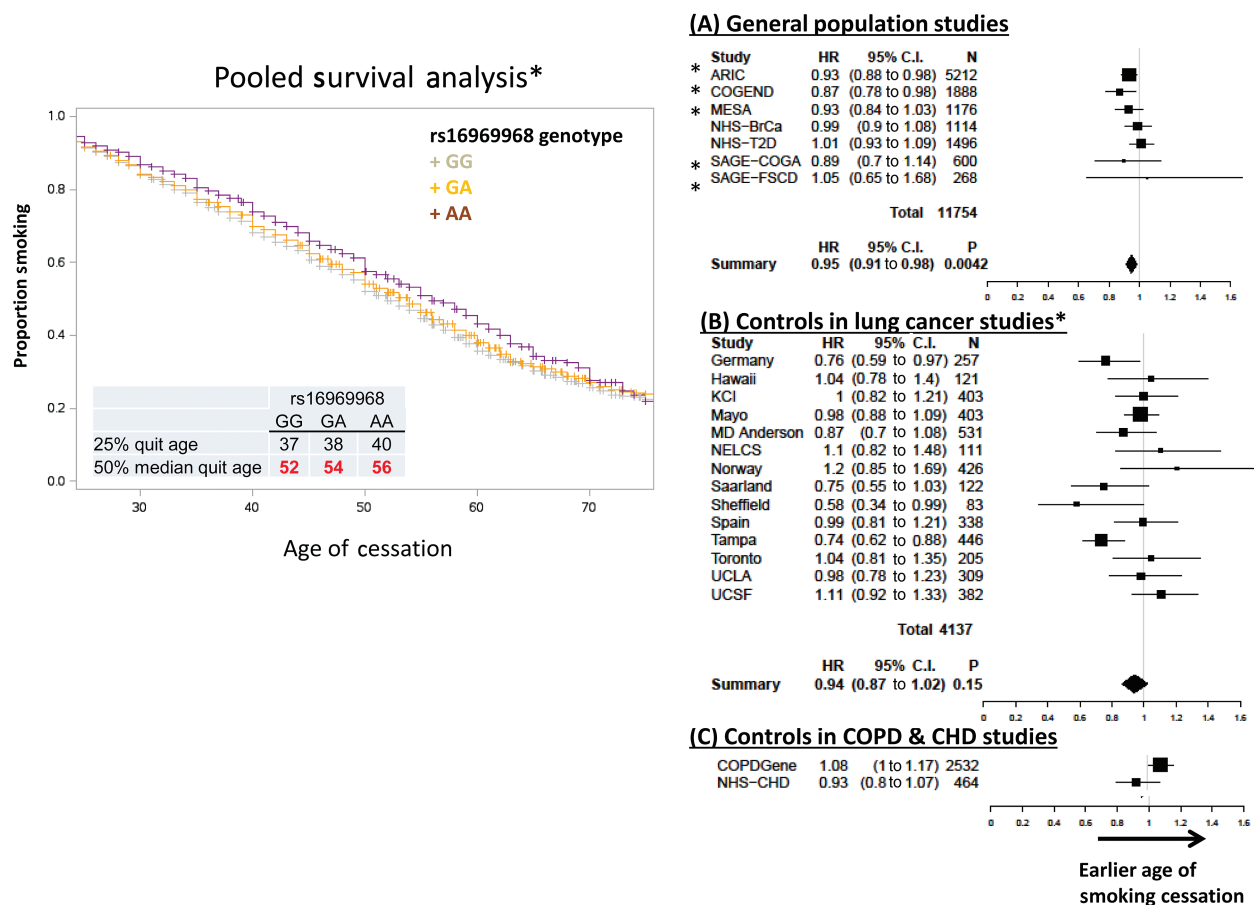 Pooled survival analysis*
1.0
0.8
0.6
0.4
0.2
0.0
Proportion smoking
rs16969968 genotype
+ GG
+ GA
+ AA
rs16969968
GG GA AA
25% quit age 37 38 40
50% median quit age 52 54 56
30 40 50 60 70
Age of cessation
(A) General population studies
Study HR 95% C.I. N
* ARIC 0.93 (0.88 to 0.98) 5212
* COGEND 0.87 (0.78 to 0.98) 1888
* MESA 0.93 (0.84 to 1.03) 1176
NHS-BrCa 0.99 (0.9 to 1.08) 1114
NHS-T2D 1.01 (0.93 to 1.09) 1496
* SAGE-COGA 0.89 (0.7 to 1.14) 600
* SAGE-FSCD 1.05 (0.65 to 1.68) 268
Total 11754
HR 95% C.I. P
Summary 0.95 (0.91 to 0.98) 0.0042
0 0.2 0.4 0.6 0.8 1 1.2 1.4 1.6
(B) Controls in lung cancer studies*
Study HR 95% C.I. N
Germany 0.76 (0.59 to 0.97) 257
Hawaii 1.04 (0.78 to 1.4) 121
KCI 1 (0.82 to 1.21) 403
Mayo 0.98 (0.88 to 1.09) 403
MD Anderson 0.87 (0.7 to 1.08) 531
NELCS 1.1 (0.82 to 1.48) 111
Norway 1.2 (0.85 to 1.69) 426
Saarland 0.75 (0.55 to 1.03) 122
Sheffield 0.58 (0.34 to 0.99) 83
Spain 0.99 (0.81 to 1.21) 338
Tampa 0.74 (0.62 to 0.88) 446
Toronto 1.04 (0.81 to 1.35) 205
UCLA 0.98 (0.78 to 1.23) 309
UCSF 1.11 (0.92 to 1.33) 382
Total 4137
HR 95% C.I. P
Summary 0.94 (0.87 to 1.02) 0.15
0 0.2 0.4 0.6 0.8 1 1.2 1.4 1.6
(C) Controls in COPD & CHD studies
COPDGene 1.08 (1 to 1.17) 2532
NHS-CHD 0.93 (0.8 to 1.07) 464
0 0.2 0.4 0.6 0.8 1 1.2 1.4 1.6
Earlier age of
smoking cessation